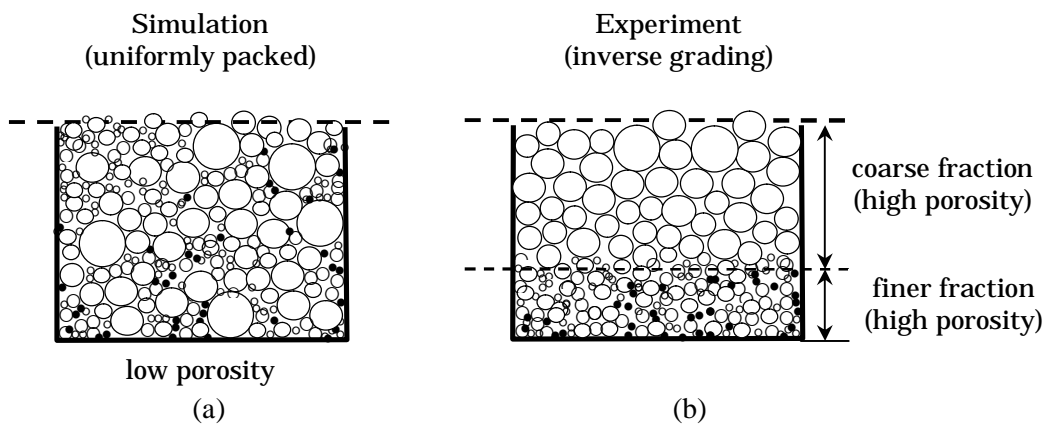 Simulation
(uniformly packed)
low porosity
(a)
Experiment
(inverse grading)
coarse fraction
(high porosity)
finer fraction
(high porosity)
(b)